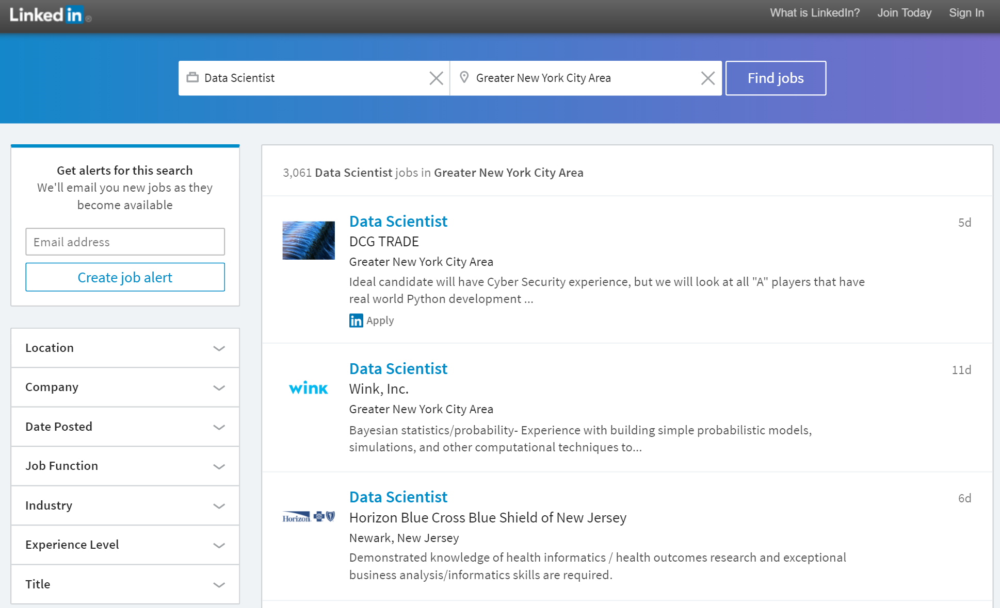 Linked in ®
What is LinkedIn? Join Today Sign In
Data Scientist
Greater New York City Area
Find jobs
Get alerts for this search
We'll email you new jobs as they
become available
Email address
Create job alert
Location
Company
Date Posted
Job Function
Industry
Experience Level
Title
3,061 Data Scientist jobs in Greater New York City Area
Data Scientist
5d
DCG TRADE
Greater New York City Area
Ideal candidate will have Cyber Security experience, but we will look at all "A" players that have
real world Python development ...
in Apply
Data Scientist
11d
wink
Wink, Inc.
Greater New York City Area
Bayesian statistics/probability- Experience with building simple probabilistic models,
simulations, and other computational techniques to...
Data Scientist
6d
Horizon
Horizon Blue Cross Blue Shield of New Jersey
Newark, New Jersey
Demonstrated knowledge of health informatics / health outcomes research and exceptional
business analysis/informatics skills are required.